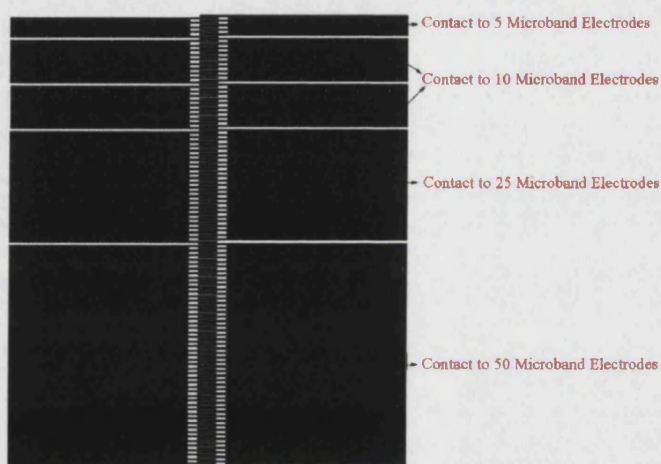 Contact to 5 Microband Electrodes
Contact to 10 Microband Electrodes
Contact to 25 Microband Electrodes
Contact to 50 Microband Electrodes